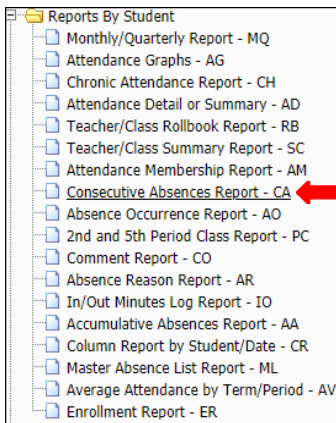 Reports By Student
Monthly/Quarterly Report - MQ
Attendance Graphs - AG
Chronic Attendance Report - CH
Attendance Detail or Summary - AD
Teacher/Class Rollbook Report - RB
Teacher/Class Summary Report - SC
Attendance Membership Report - AM
Consecutive Absences Report - CA
Absence Occurrence Report - AO
2nd and 5th Period Class Report - PC
Comment Report - CO
Absence Reason Report - AR
In/Out Minutes Log Report - IO
Accumulative Absences Report - AA
Column Report by Student/Date - CR
Master Absence List Report - ML
Average Attendance by Term/Period - AV
Enrollment Report - ER